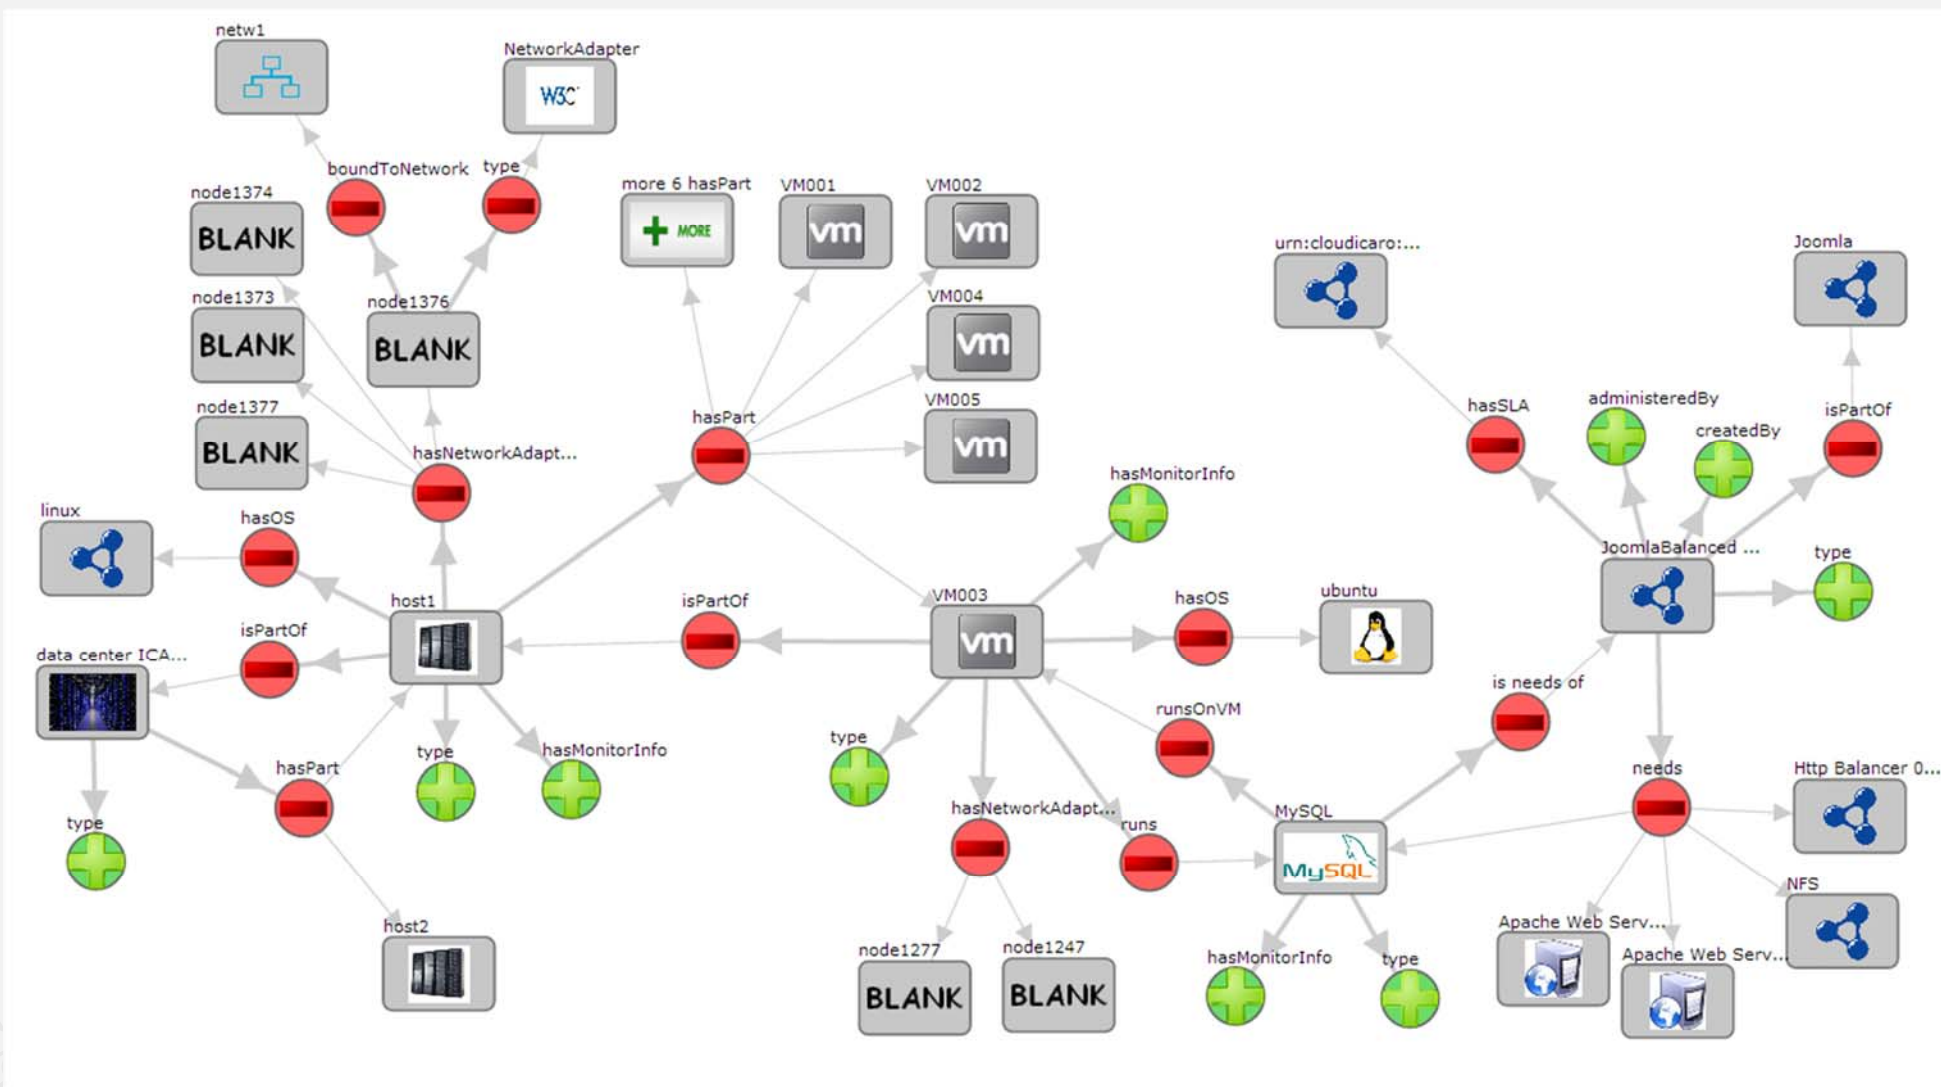 netw1
NetworkAdapter
W3C
boundToNetwork
type
node1374
BLANK
more 6 hasPart
MORE
VM001
vm
VM002
vm
urn:cloudicaro:...
Joomla
node1373
BLANK
node1376
BLANK
VM004
vm
node1377
BLANK
hasPart
VM005
vm
hasSLA
administeredBy
createdBy
isPartOf
hasNetworkAdapt...
hasMonitorInfo
linux
hasOS
JoomlaBalanced ...
type
host1
isPartOf
VM003
vm
hasOS
ubuntu
isPartOf
data center ICA...
is needs of
runsOnVM
type
hasMonitorInfo
type
hasPart
needs
Http Balancer 0...
type
hasNetworkAdapt...
runs
MySQL
MySQL
NFS
host2
Apache Web Serv...
Apache Web Serv...
node1277
BLANK
node1247
BLANK
hasMonitorInfo
type